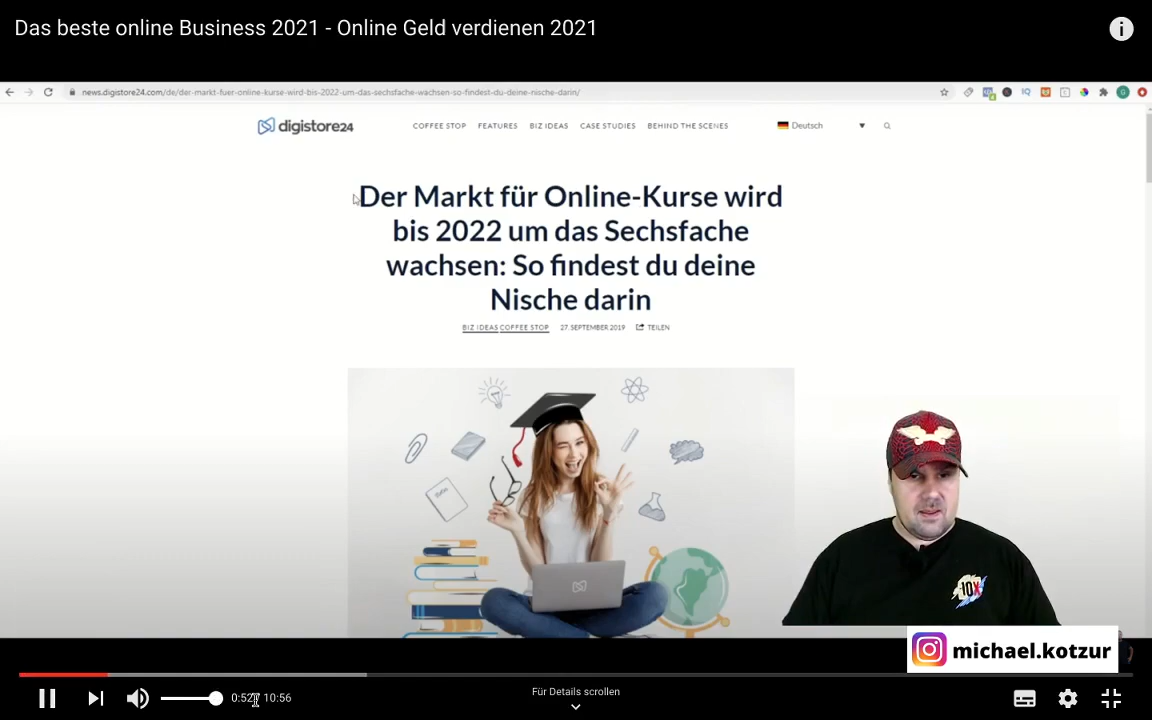 Das beste online Business 2021 - Online Geld verdienen 2021
news.digistore24.com/de/der-markt-fuer-online-kurse-wird-bis-2022-um-das-sechsfache-wachsen-so-findest-du-deine-nische-darin/
digistore24 COFFEE STOP FEATURES BIZ IDEAS CASE STUDIES BEHIND THE SCENES Deutsch
Der Markt für Online-Kurse wird
bis 2022 um das Sechsfache
wachsen: So findest du deine
Nische darin
BIZ IDEAS COFFEE STOP 27. SEPTEMBER 2019 TEILEN
10X
michael.kotzur
Für Details scrollen
0:52 / 10:56